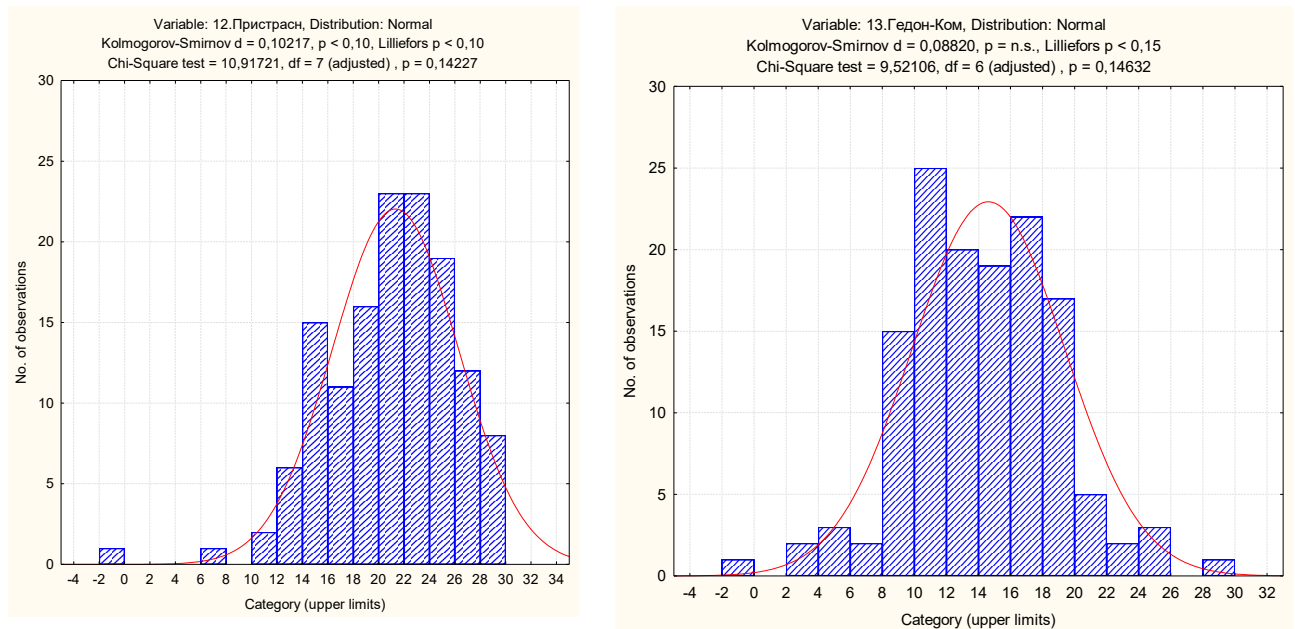 Variable: 12.Пристрасн, Distribution: Normal
Kolmogorov-Smirnov d = 0,10217, p < 0,10, Lilliefors p < 0,10
Chi-Square test = 10,91721, df = 7 (adjusted) , p = 0,14227
30
25
20
15
10
5
0
No. of observations
-4 -2 0 2 4 6 8 10 12 14 16 18 20 22 24 26 28 30 32 34
Category (upper limits)
Variable: 13.Гедон-Ком, Distribution: Normal
Kolmogorov-Smirnov d = 0,08820, p = n.s., Lilliefors p < 0,15
Chi-Square test = 9,52106, df = 6 (adjusted) , p = 0,14632
30
25
20
15
10
5
0
No. of observations
-4 -2 0 2 4 6 8 10 12 14 16 18 20 22 24 26 28 30 32
Category (upper limits)